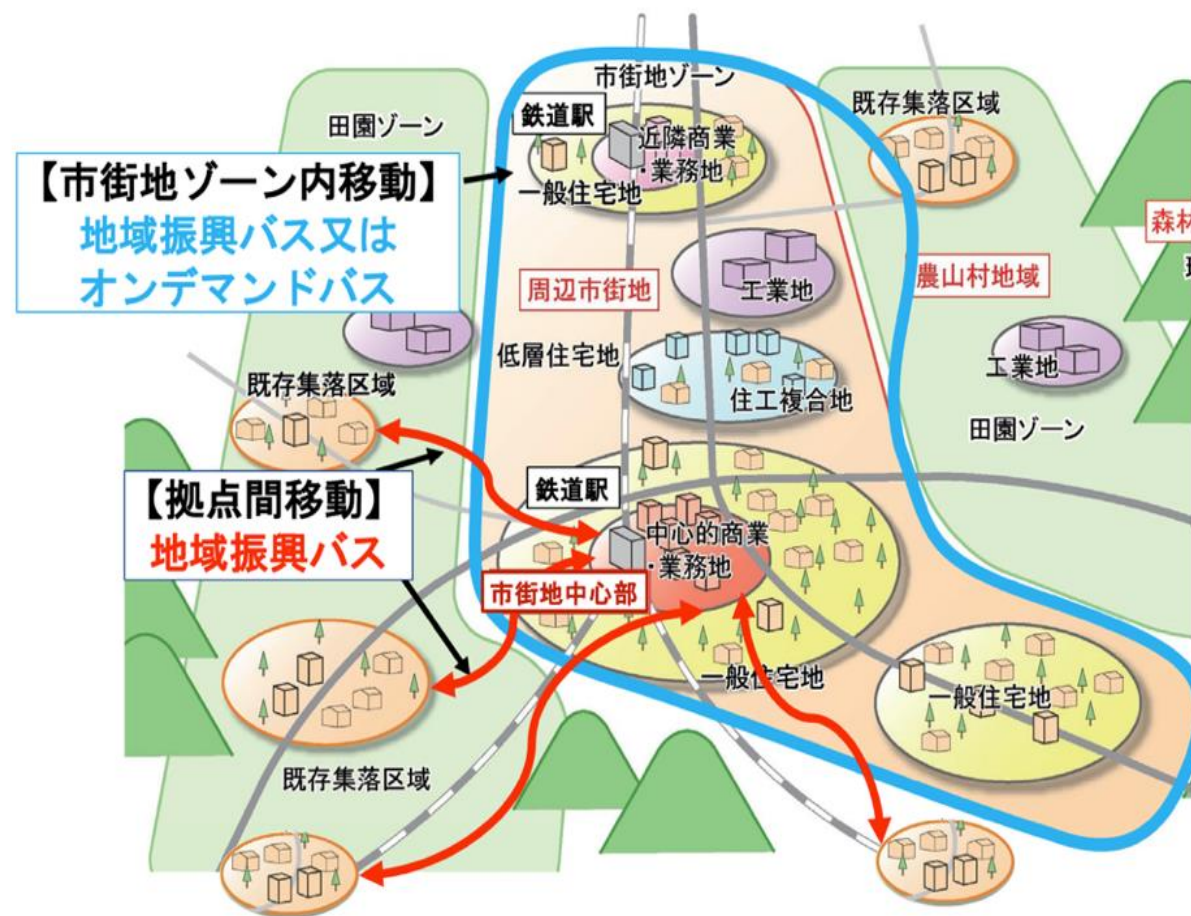 市街地ゾーン
既存集落区域
鉄道駅
田園ゾーン
近隣商業
・業務地
【市街地ゾーン内移動】
地域振興バス又は
オンデマンドバス
一般住宅地
森林
周辺市街地
工業地
農山村地域
低層住宅地
工業地
既存集落区域
住工複合地
田園ゾーン
【拠点間移動】
地域振興バス
鉄道駅
中心的商業
・業務地
市街地中心部
一般住宅地
一般住宅地
既存集落区域